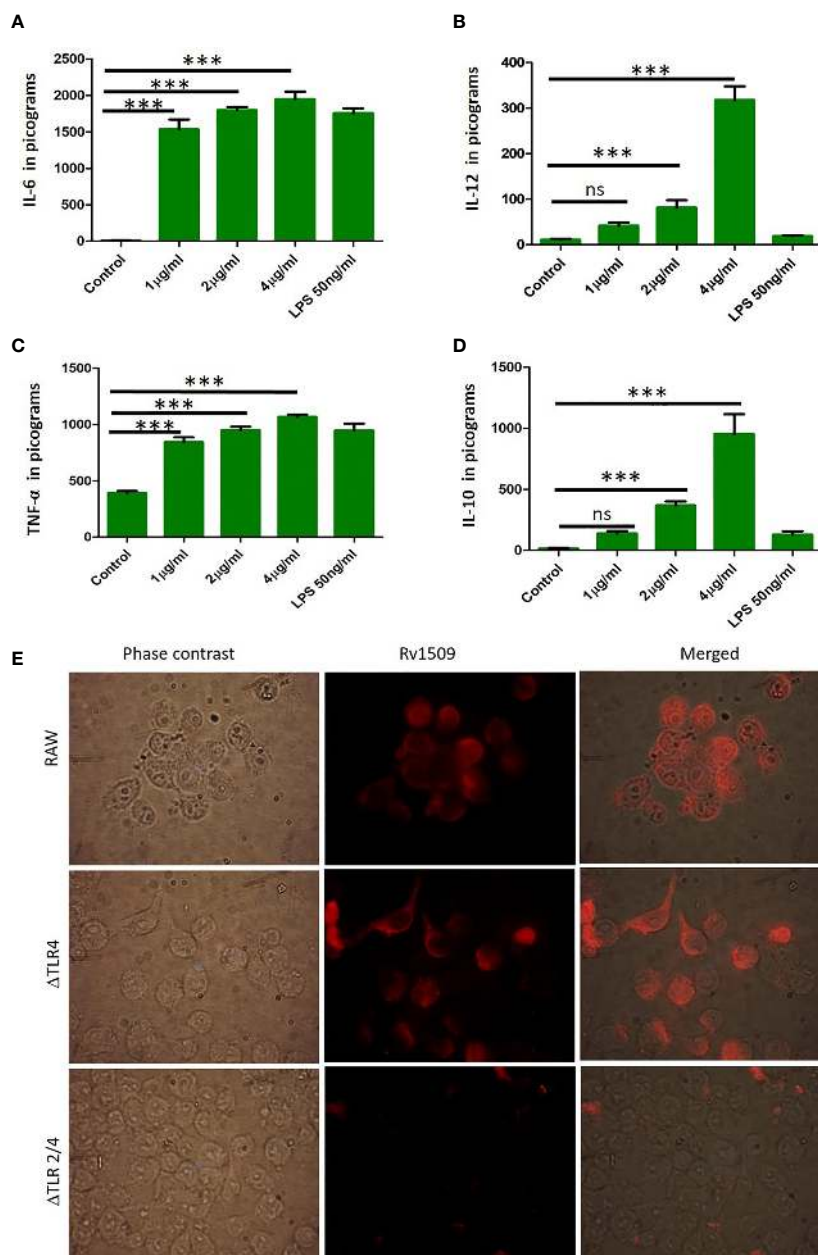 A
***
***
***
IL-6 in picograms
2500
2000
1500
1000
500
0
Control
1µg/ml
2µg/ml
4µg/ml
LPS 50ng/ml
B
***
***
ns
IL-12 in picograms
400
300
200
100
0
Control
1µg/ml
2µg/ml
4µg/ml
LPS 50ng/ml
C
***
***
***
TNF-α in picograms
1500
1000
500
0
Control
1µg/ml
2µg/ml
4µg/ml
LPS 50ng/ml
D
***
***
ns
IL-10 in picograms
1500
1000
500
0
Control
1µg/ml
2µg/ml
4µg/ml
LPS 50ng/ml
E
Phase contrast Rv1509 Merged
RAW
ΔTLR4
ΔTLR 2/4